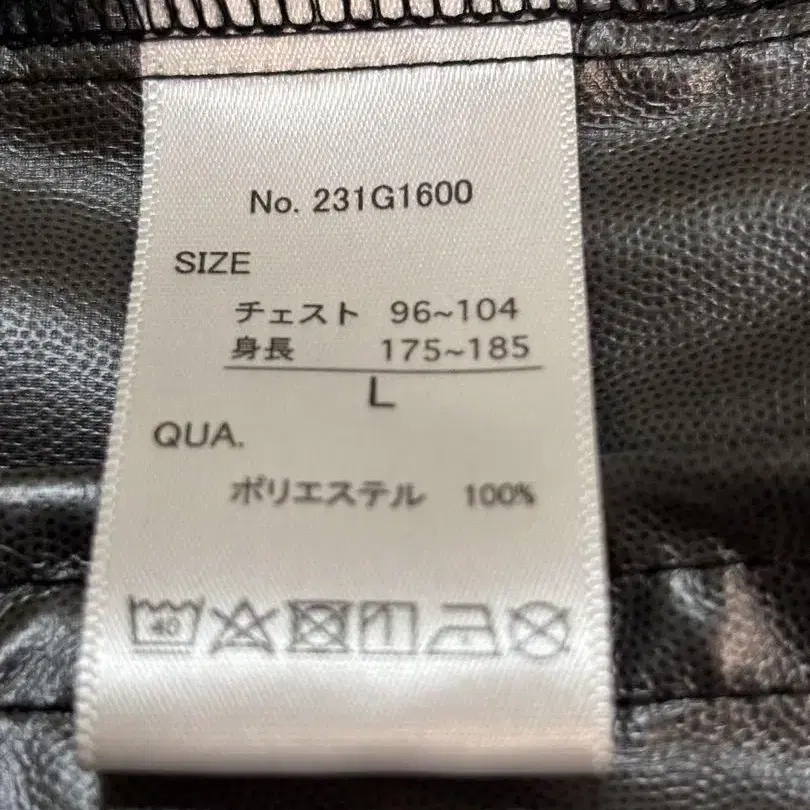 No. 231G1600
SIZE
チェスト 96~104
身長 175~185
L
QUA.
ポリエステル 100%
40